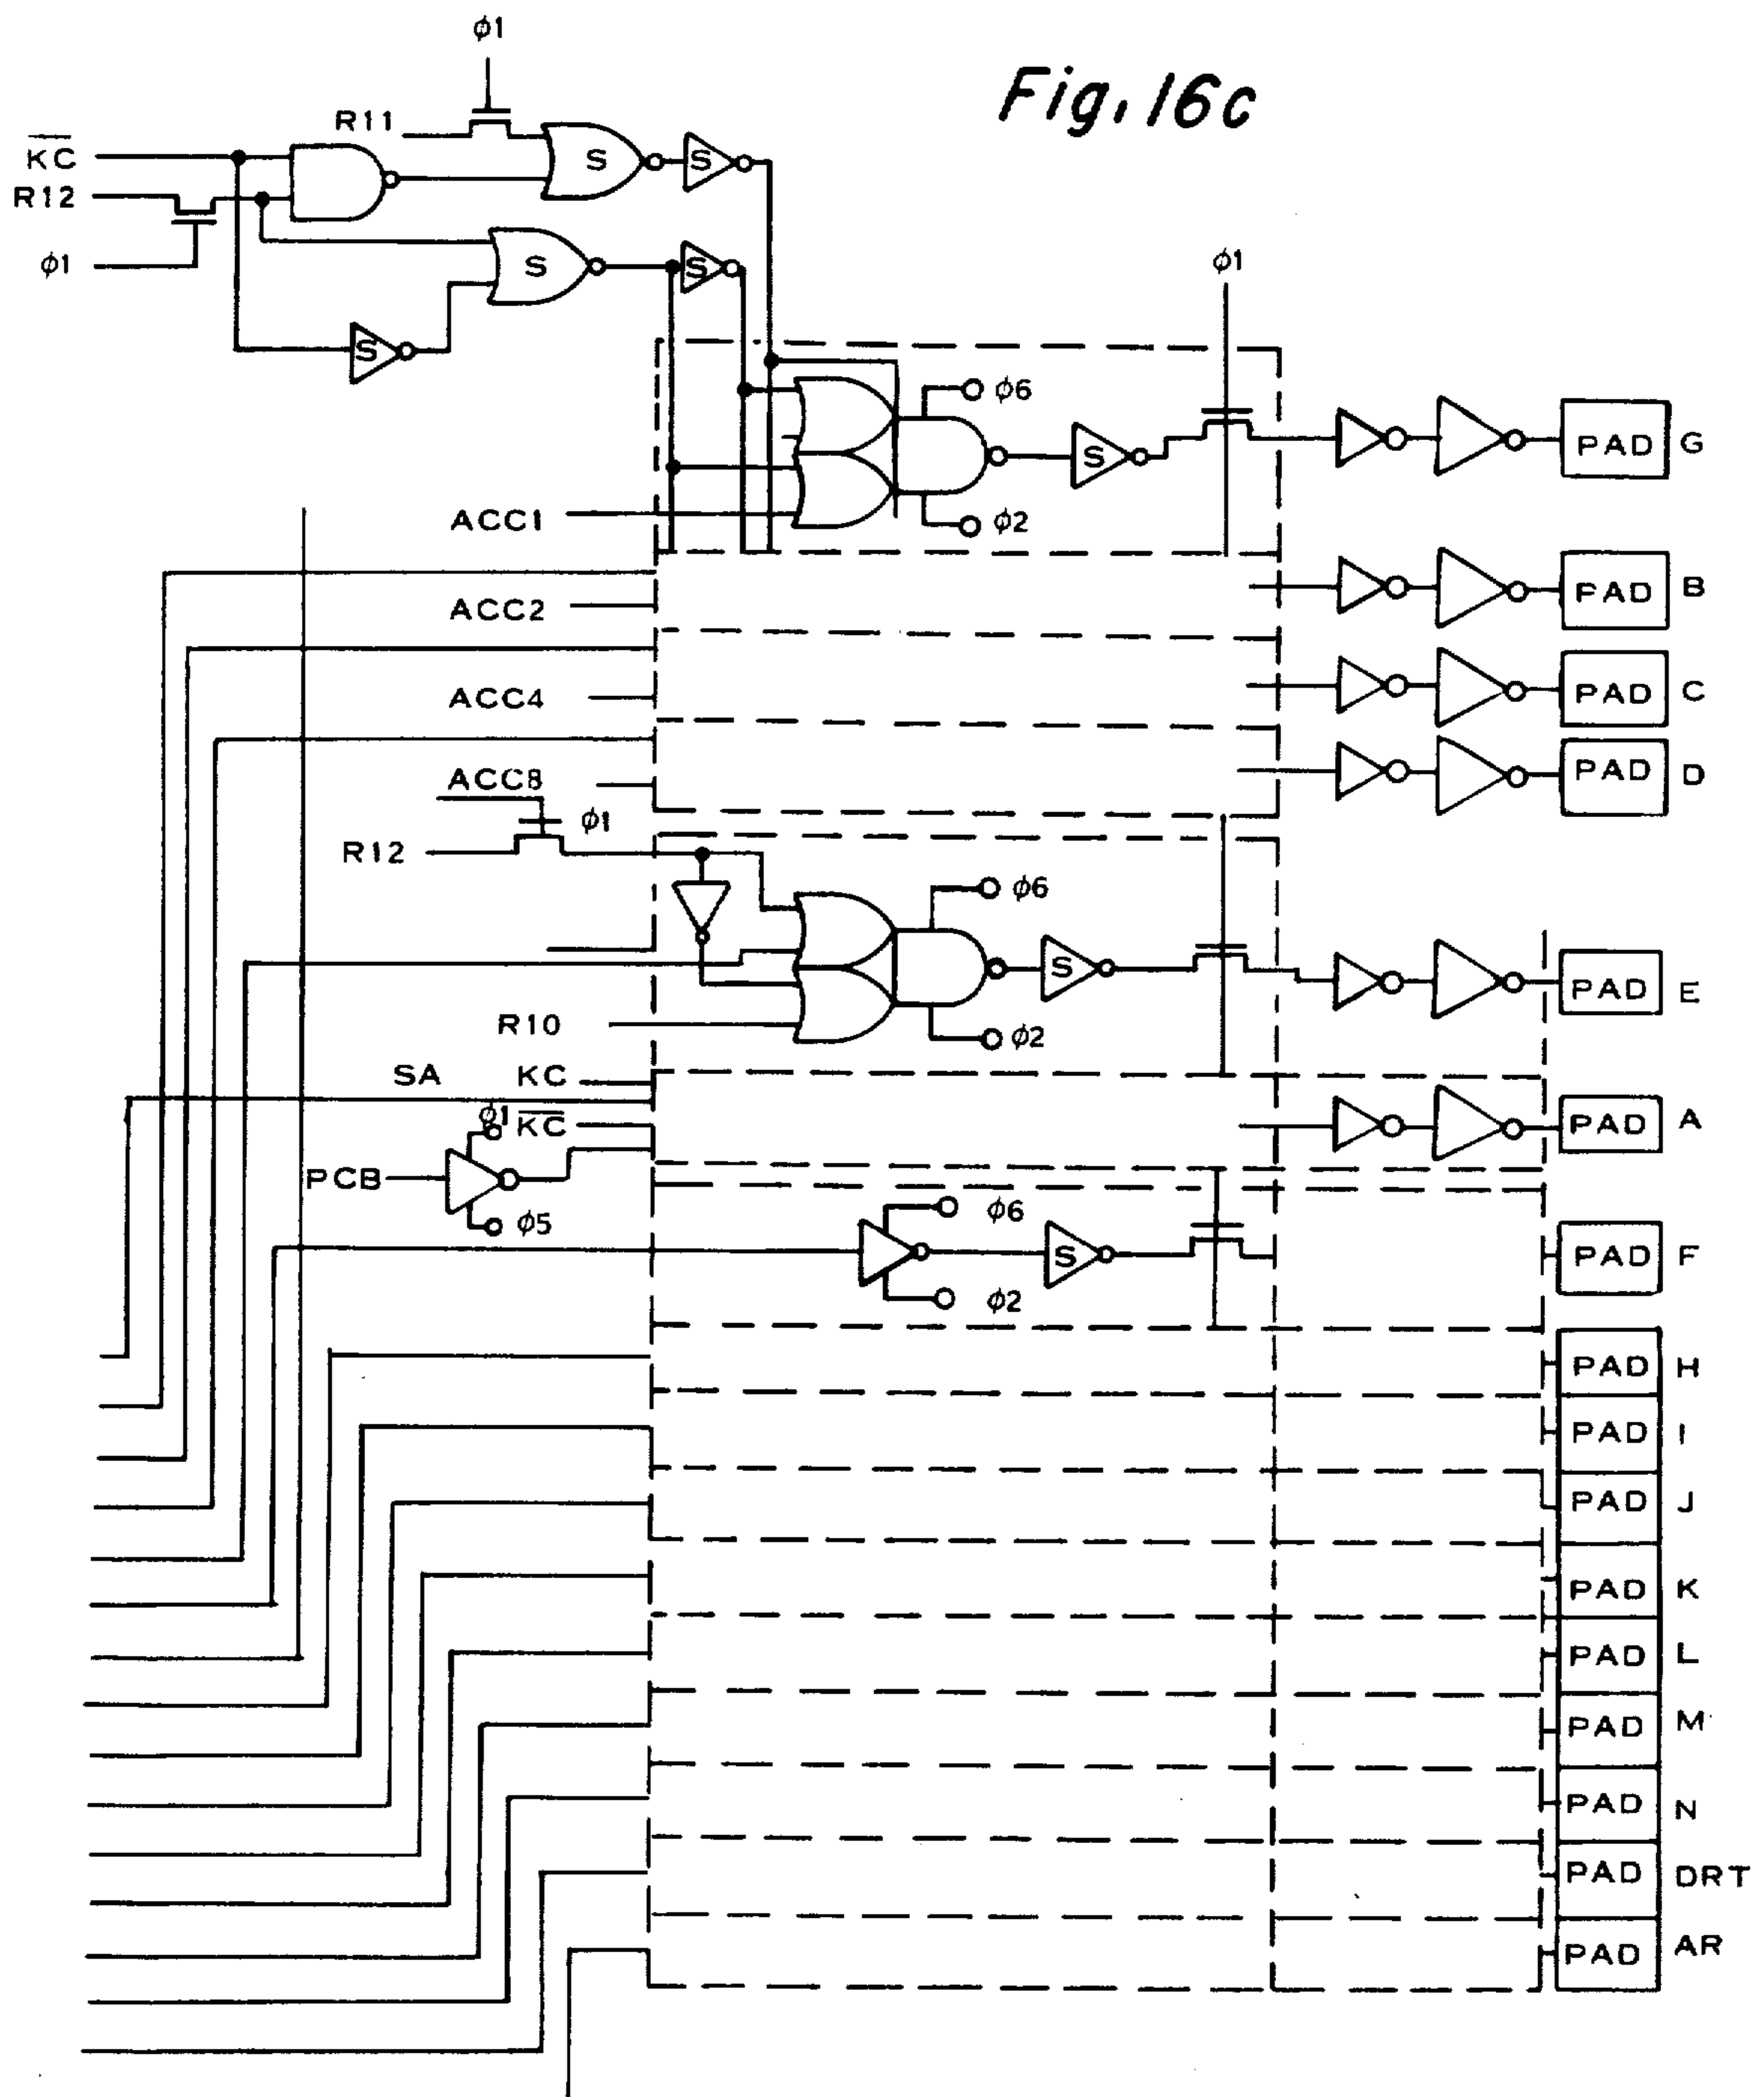 Fig. 16c
ϕ1
R11
S
S
K̅C̅
R12
ϕ1
S
S
S
ϕ1
ϕ6
S
PAD G
ACC1
ϕ2
ACC2
PAD B
ACC4
PAD C
ACC8
PAD D
ϕ1
R12
ϕ6
S
PAD E
R10
ϕ2
SA
KC
ϕ1
K̅C̅
PAD A
PCB
ϕ5
ϕ6
S
PAD F
ϕ2
PAD H
PAD I
PAD J
PAD K
PAD L
PAD M
PAD N
PAD DRT
PAD AR